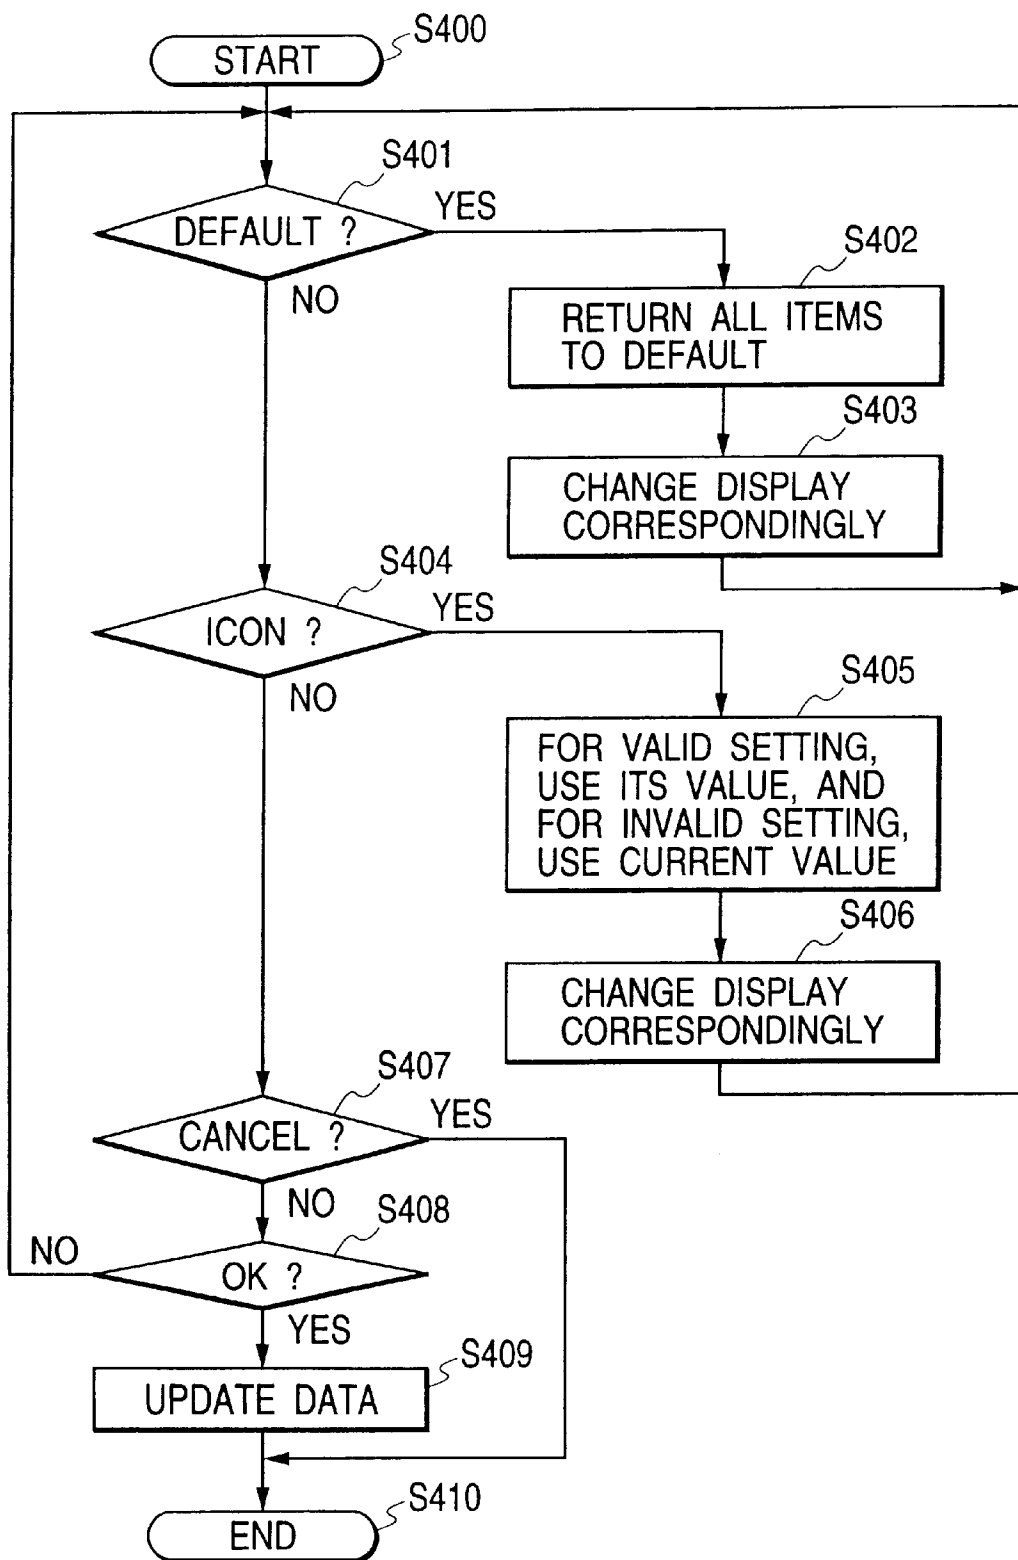 S400
START
S401
DEFAULT ?
YES
NO
S402
RETURN ALL ITEMS
TO DEFAULT
S403
CHANGE DISPLAY
CORRESPONDINGLY
S404
ICON ?
YES
NO
S405
FOR VALID SETTING,
USE ITS VALUE, AND
FOR INVALID SETTING,
USE CURRENT VALUE
S406
CHANGE DISPLAY
CORRESPONDINGLY
S407
CANCEL ?
YES
NO
S408
OK ?
NO
YES
S409
UPDATE DATA
S410
END